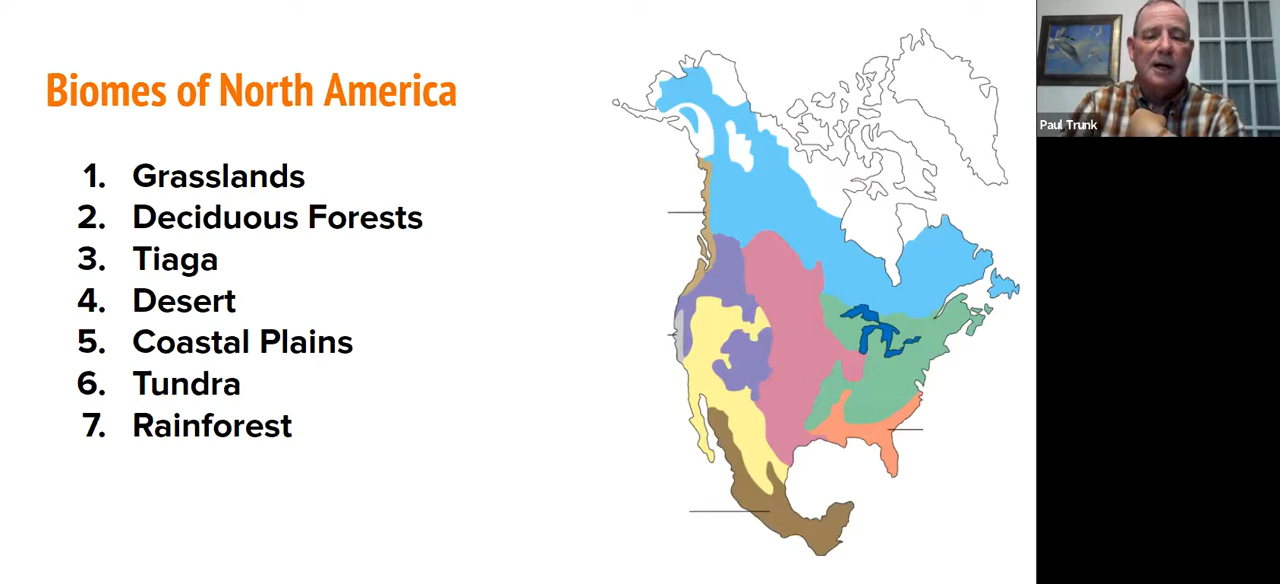 Biomes of North America
1. Grasslands
2. Deciduous Forests
3. Tiaga
4. Desert
5. Coastal Plains
6. Tundra
7. Rainforest
Paul Trunk